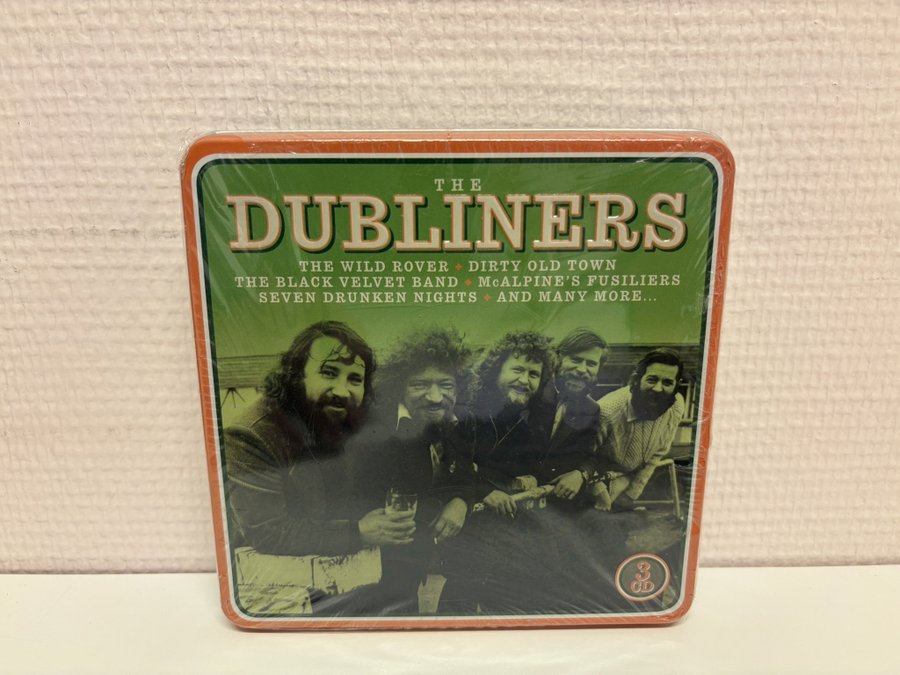 THE
DUBLINERS
THE WILD ROVER • DIRTY OLD TOWN
THE BLACK VELVET BAND • McALPINE'S FUSILIERS
SEVEN DRUNKEN NIGHTS • AND MANY MORE...
3
CD